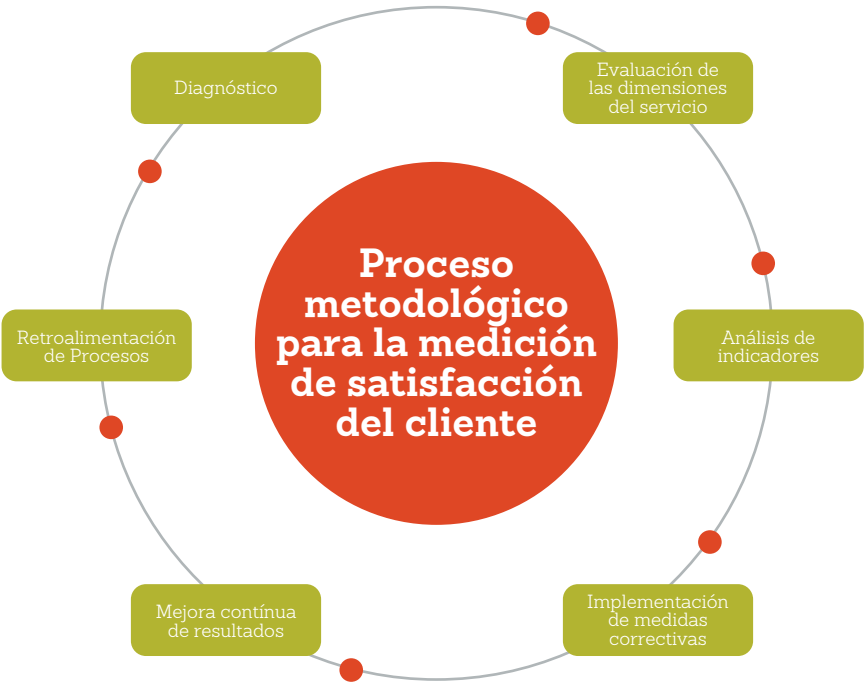 Diagnóstico
Evaluación de
las dimensiones
del servicio
Proceso
metodológico
para la medición
de satisfacción
del cliente
Retroalimentación
de Procesos
Análisis de
indicadores
Mejora contínua
de resultados
Implementación
de medidas
correctivas